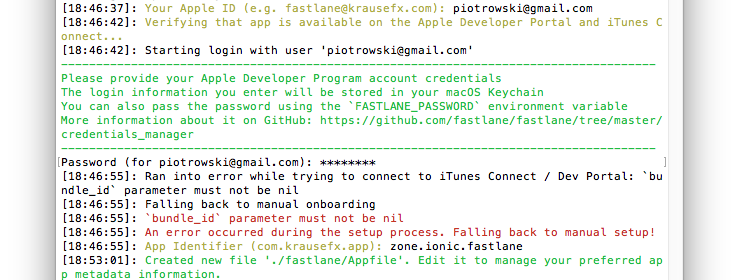 [18:46:37]: Your Apple ID (e.g. fastlane@krausefx.com): piotrowski@gmail.com
[18:46:42]: Verifying that app is available on the Apple Developer Portal and iTunes C
onnect...
[18:46:42]: Starting login with user 'piotrowski@gmail.com'
-------------------------------------------------------------------------------------
Please provide your Apple Developer Program account credentials
The login information you enter will be stored in your macOS Keychain
You can also pass the password using the `FASTLANE_PASSWORD` environment variable
More information about it on GitHub: https://github.com/fastlane/fastlane/tree/master/
credentials_manager
-------------------------------------------------------------------------------------
[Password (for piotrowski@gmail.com): ******** ]
[18:46:55]: Ran into error while trying to connect to iTunes Connect / Dev Portal: `bu
ndle_id` parameter must not be nil
[18:46:55]: Falling back to manual onboarding
[18:46:55]: `bundle_id` parameter must not be nil
[18:46:55]: An error occurred during the setup process. Falling back to manual setup!
[18:46:55]: App Identifier (com.krausefx.app): zone.ionic.fastlane
[18:53:01]: Created new file './fastlane/Appfile'. Edit it to manage your preferred ap
p metadata information.